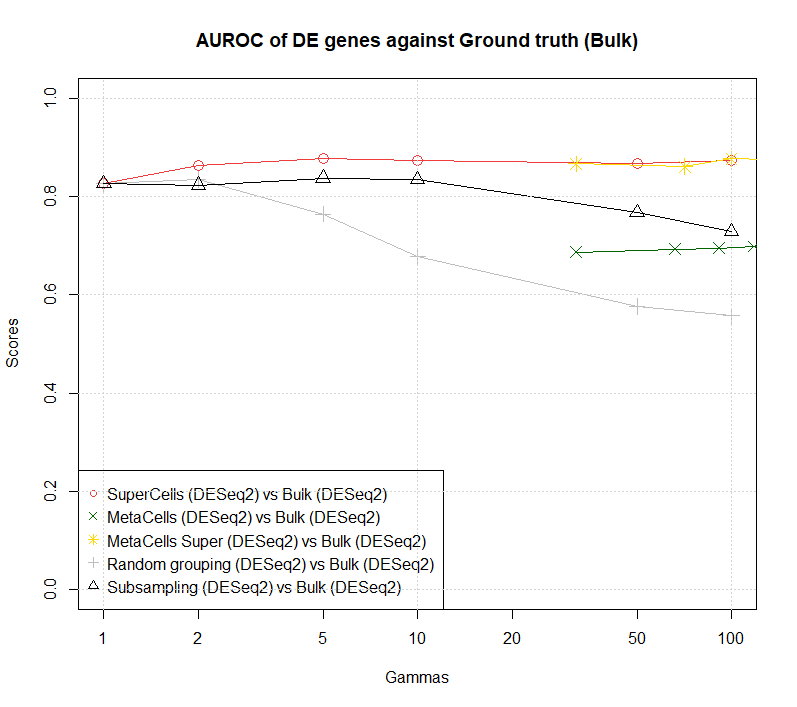 AUROC of DE genes against Ground truth (Bulk)
Scores
1.0
0.8
0.6
0.4
0.2
0.0
SuperCells (DESeq2) vs Bulk (DESeq2)
MetaCells (DESeq2) vs Bulk (DESeq2)
MetaCells Super (DESeq2) vs Bulk (DESeq2)
Random grouping (DESeq2) vs Bulk (DESeq2)
Subsampling (DESeq2) vs Bulk (DESeq2)
1 2 5 10 20 50 100
Gammas